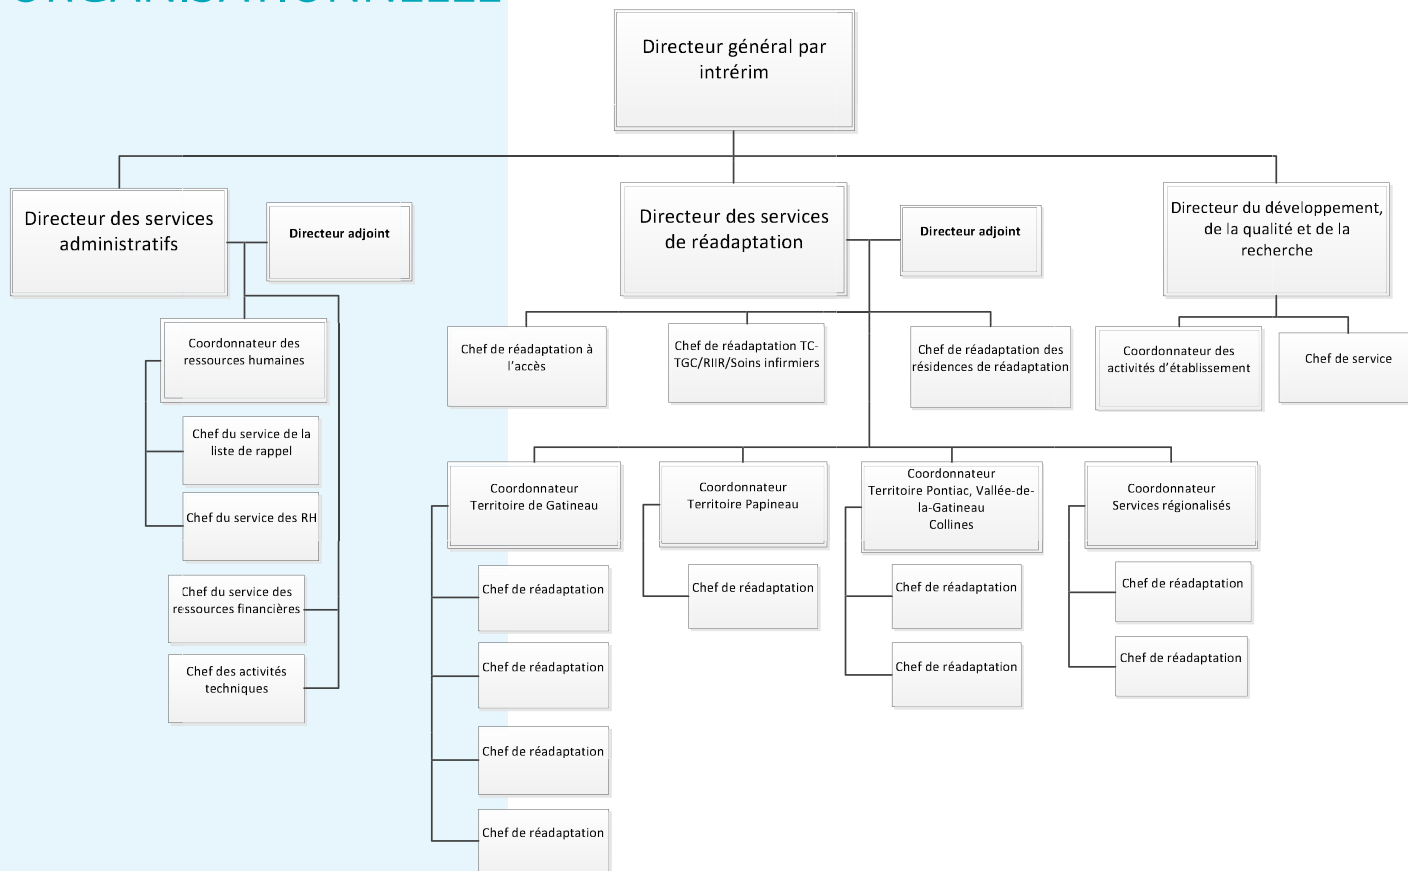 ORGANISATIONNELLE
Directeur général par
intrérim
Directeur des services
administratifs
Directeur adjoint
Directeur des services
de réadaptation
Directeur adjoint
Directeur du développement,
de la qualité et de la
recherche
Coordonnateur des
ressources humaines
Chef du service de la
liste de rappel
Chef du service des RH
Chef du service des
ressources financières
Chef des activités
techniques
Chef de réadaptation à
l'accès
Chef de réadaptation TC-
TGC/RIIR/Soins infirmiers
Chef de réadaptation des
résidences de réadaptation
Coordonnateur des
activités d'établissement
Chef de service
Coordonnateur
Territoire de Gatineau
Chef de réadaptation
Chef de réadaptation
Chef de réadaptation
Chef de réadaptation
Coordonnateur
Territoire Papineau
Chef de réadaptation
Coordonnateur
Territoire Pontiac, Vallée-de-
la-Gatineau
Collines
Chef de réadaptation
Chef de réadaptation
Coordonnateur
Services régionalisés
Chef de réadaptation
Chef de réadaptation